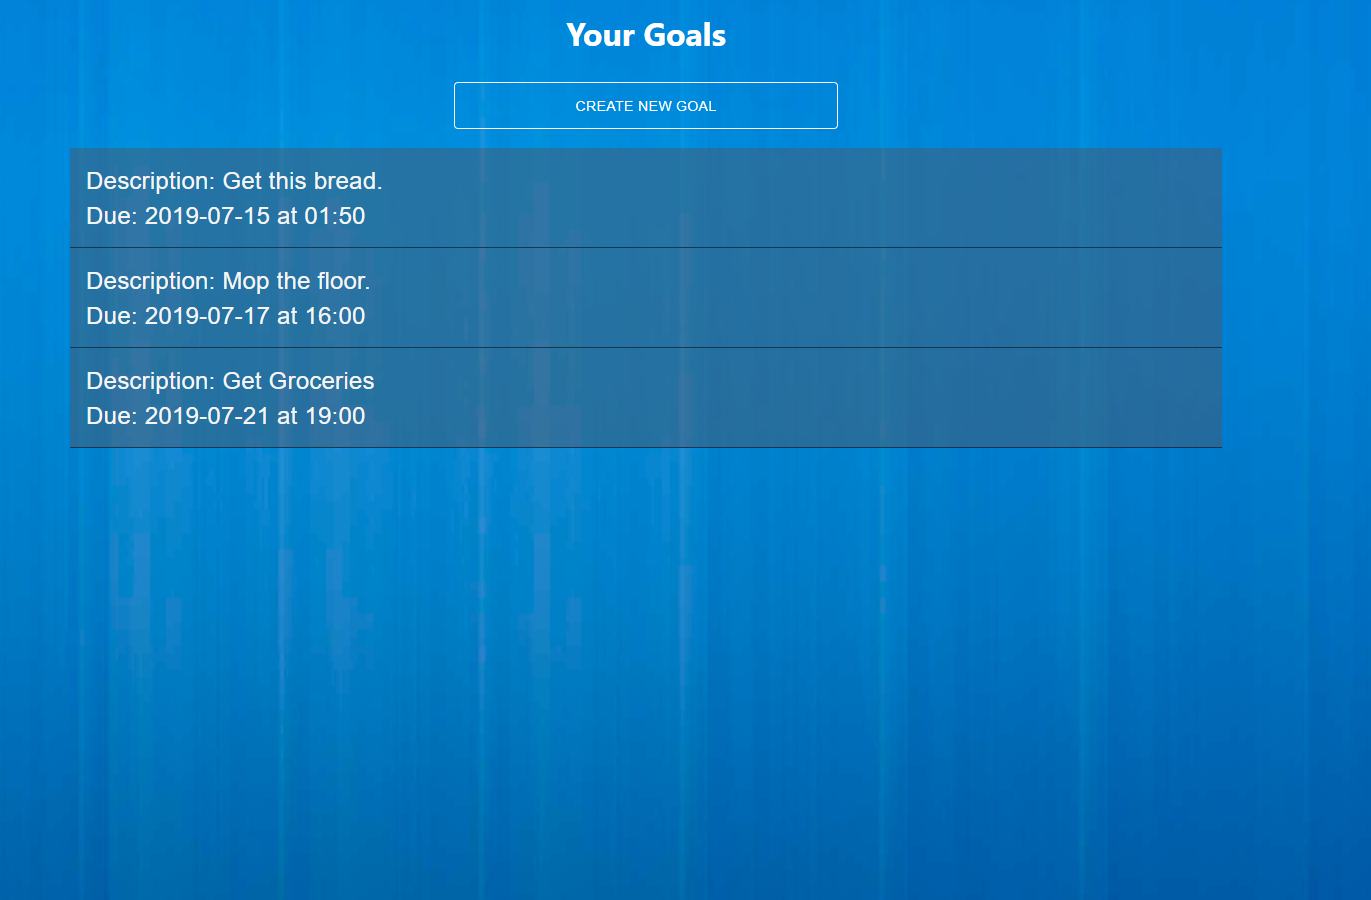 Your Goals
CREATE NEW GOAL
Description: Get this bread.
Due: 2019-07-15 at 01:50
Description: Mop the floor.
Due: 2019-07-17 at 16:00
Description: Get Groceries
Due: 2019-07-21 at 19:00